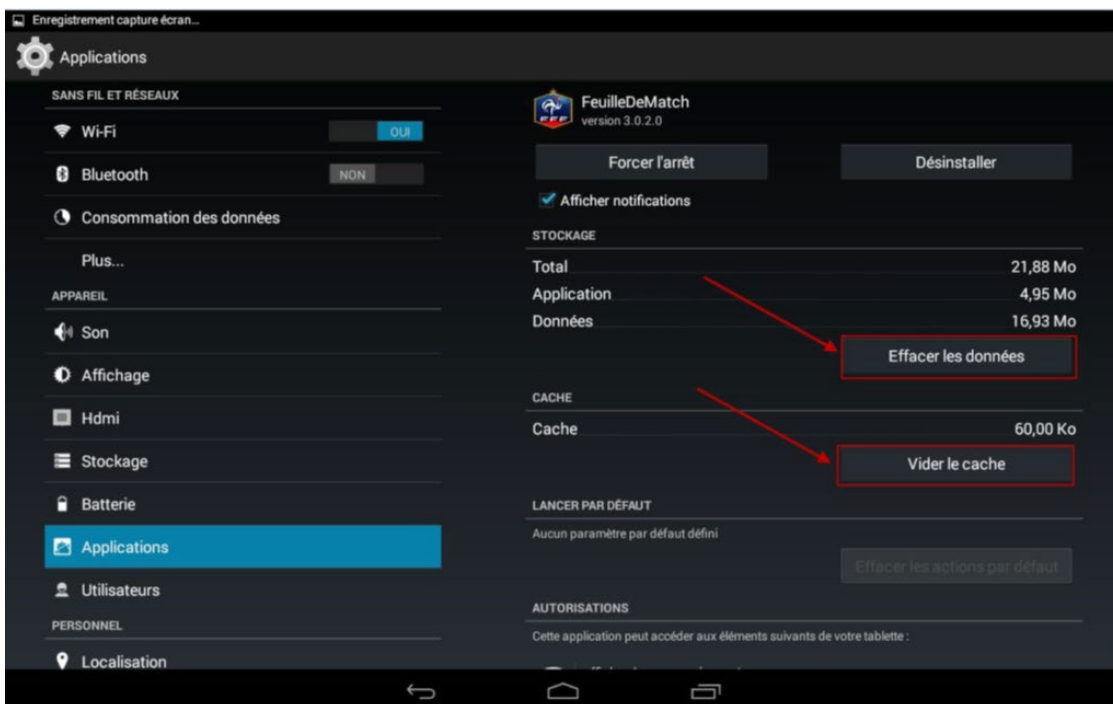 Enregistrement capture écran...
Applications
SANS FIL ET RÉSEAUX
Wi-Fi OUI
Bluetooth NON
Consommation des données
Plus...
APPAREIL
Son
Affichage
Hdmi
Stockage
Batterie
Applications
Utilisateurs
PERSONNEL
Localisation
FeuilleDeMatch
version 3.0.2.0
Forcer l'arrêt Désinstaller
Afficher notifications
STOCKAGE
Total 21,88 Mo
Application 4,95 Mo
Données 16,93 Mo
Effacer les données
CACHE
Cache 60,00 Ko
Vider le cache
LANCER PAR DÉFAUT
Aucun paramètre par défaut défini
Effacer les actions par défaut
AUTORISATIONS
Cette application peut accéder aux éléments suivants de votre tablette :